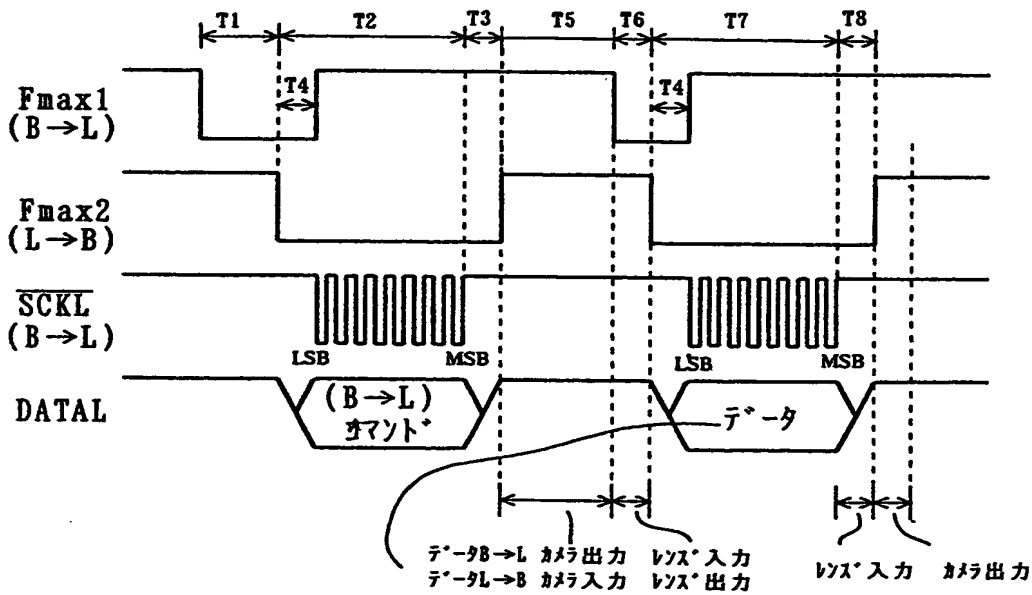 T1 T2 T3 T5 T6 T7 T8
T4 T4
Fmax1
(B→L)
Fmax2
(L→B)
SCKL
(B→L)
LSB MSB LSB MSB
DATAL
(B→L)
コマンド
データ
データB→L カメラ出力 レンズ入力
データL→B カメラ入力 レンズ出力
レンズ入力 カメラ出力